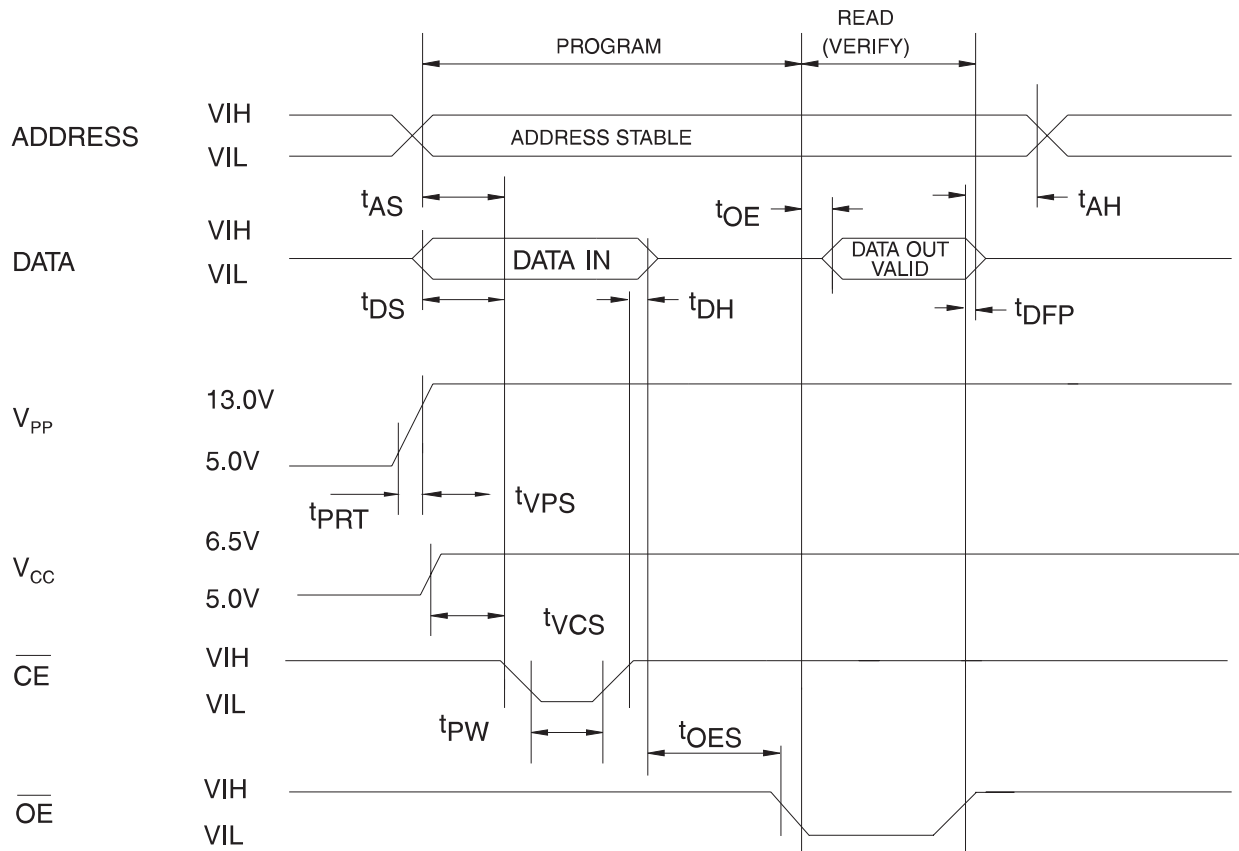 PROGRAM
READ
(VERIFY)
ADDRESS
VIH
VIL
ADDRESS STABLE
tAS
tOE
tAH
DATA
VIH
VIL
DATA IN
DATA OUT
VALID
tDS
tDH
tDFP
VPP
13.0V
5.0V
tPRT
tVPS
VCC
6.5V
5.0V
tVCS
CE
VIH
VIL
tPW
tOES
OE
VIH
VIL